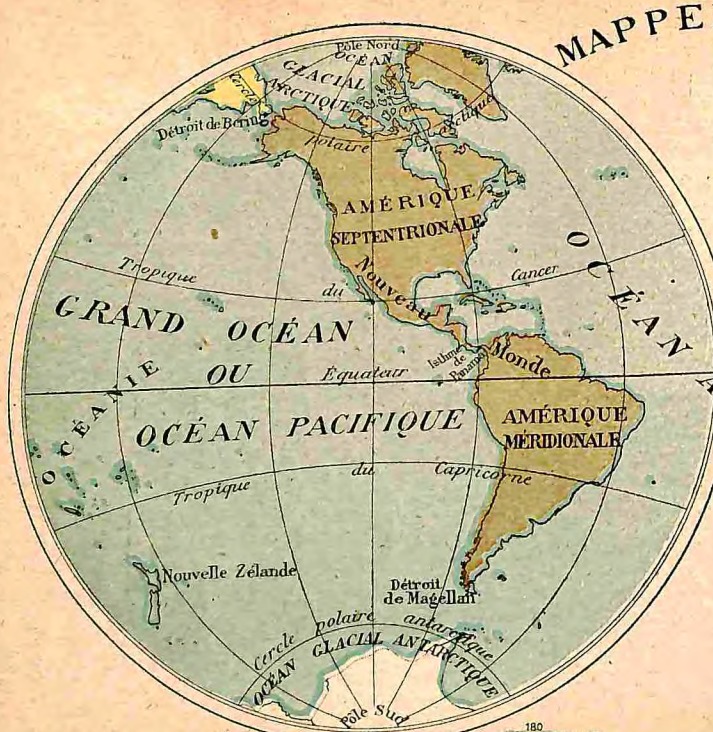 MAPPE
Pôle Nord
OCÉAN
GLACIAL
ARCTIQUE
Cercle
polaire
arctique
Détroit de Bering
AMÉRIQUE
SEPTENTRIONALE
Nouveau
Monde
OCÉAN A
Tropique du Cancer
GRAND OCÉAN
OU
OCÉAN PACIFIQUE
OCÉANIE
Équateur
Isthme
de
Panama
AMÉRIQUE
MÉRIDIONALE
Tropique du Capricorne
Nouvelle Zélande
Détroit
de Magellan
Cercle polaire antarctique
OCÉAN GLACIAL ANTARCTIQUE
Pôle Sud
180